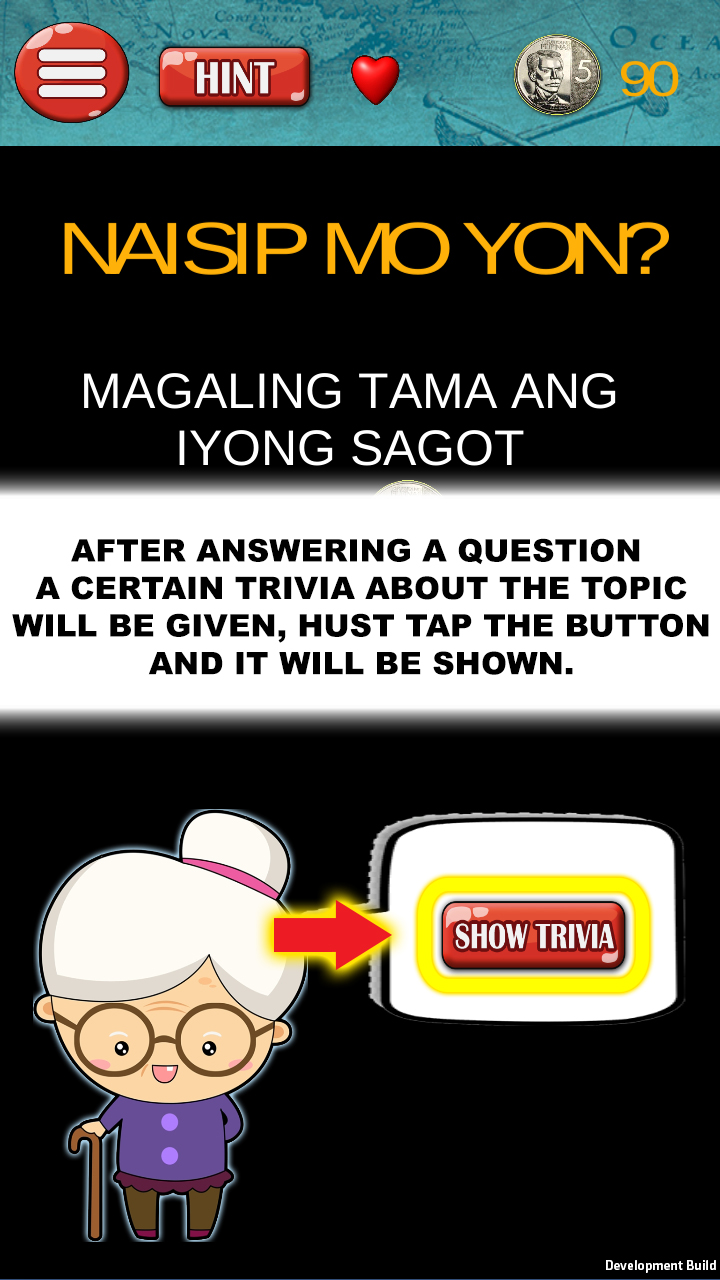 HINT
5
90
NAISIP MO YON?
MAGALING TAMA ANG
IYONG SAGOT
AFTER ANSWERING A QUESTION
A CERTAIN TRIVIA ABOUT THE TOPIC
WILL BE GIVEN, HUST TAP THE BUTTON
AND IT WILL BE SHOWN.
SHOW TRIVIA
Development Build